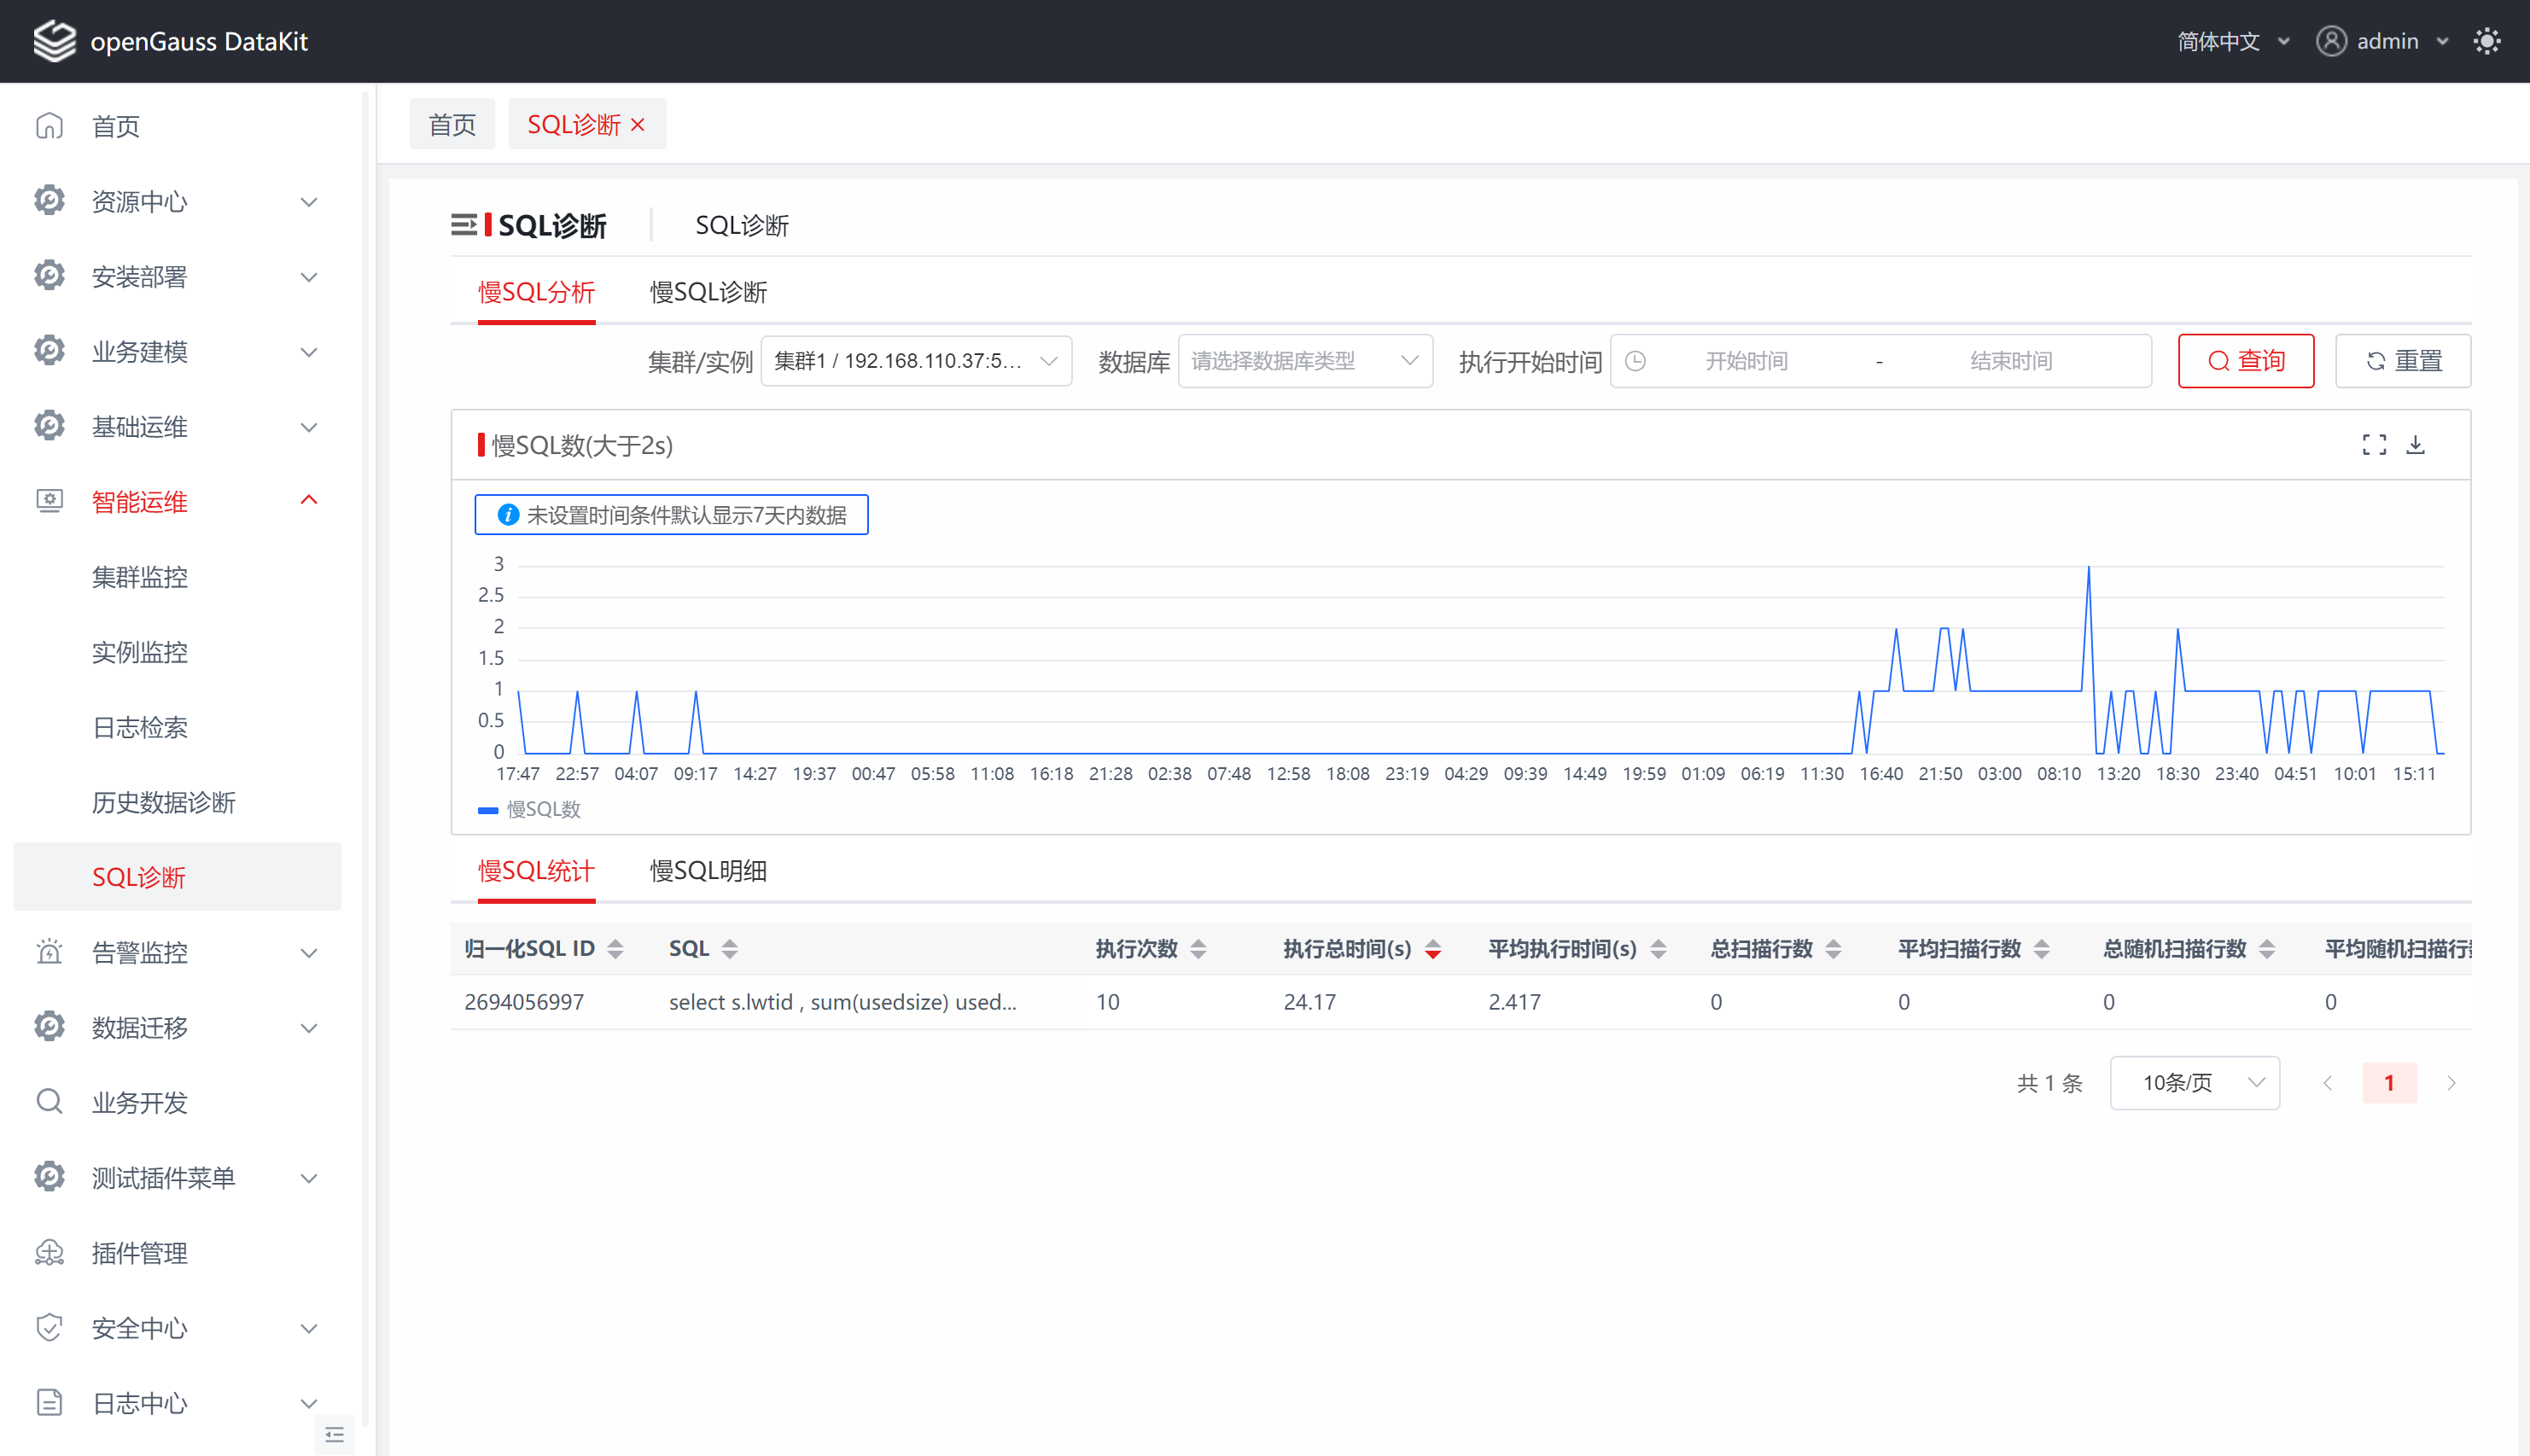 openGauss DataKit
简体中文
admin
首页
资源中心
安装部署
业务建模
基础运维
智能运维
集群监控
实例监控
日志检索
历史数据诊断
SQL诊断
告警监控
数据迁移
业务开发
测试插件菜单
插件管理
安全中心
日志中心
首页 SQL诊断
SQL诊断 SQL诊断
慢SQL分析 慢SQL诊断
集群/实例 集群1 / 192.168.110.37:5... 数据库 请选择数据库类型 执行开始时间 开始时间 - 结束时间 查询 重置
慢SQL数(大于2s)
未设置时间条件默认显示7天内数据
3
2.5
2
1.5
1
0.5
0
17:47 22:57 04:07 09:17 14:27 19:37 00:47 05:58 11:08 16:18 21:28 02:38 07:48 12:58 18:08 23:19 04:29 09:39 14:49 19:59 01:09 06:19 11:30 16:40 21:50 03:00 08:10 13:20 18:30 23:40 04:51 10:01 15:11
慢SQL数
慢SQL统计 慢SQL明细
归一化SQL ID SQL 执行次数 执行总时间(s) 平均执行时间(s) 总扫描行数 平均扫描行数 总随机扫描行数 平均随机扫描行
2694056997 select s.lwtid , sum(usedsize) used... 10 24.17 2.417 0 0 0 0
共 1 条 10条/页 1